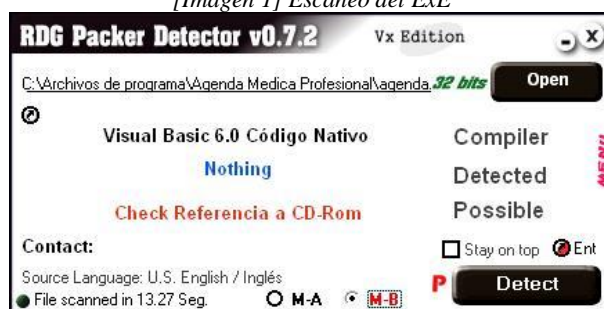 [Imagen 1] Escaneo del ExE
RDG Packer Detector v0.7.2 Vx Edition - X
C:\Archivos de programa\Agenda Medica Profesional\agenda. 32 bits Open
Visual Basic 6.0 Código Nativo Compiler
Nothing Detected
Check Referencia a CD-Rom Possible
MENU
Contact: Stay on top Ent
Source Language: U.S. English / Inglés P Detect
File scanned in 13.27 Seg. M-A M-B